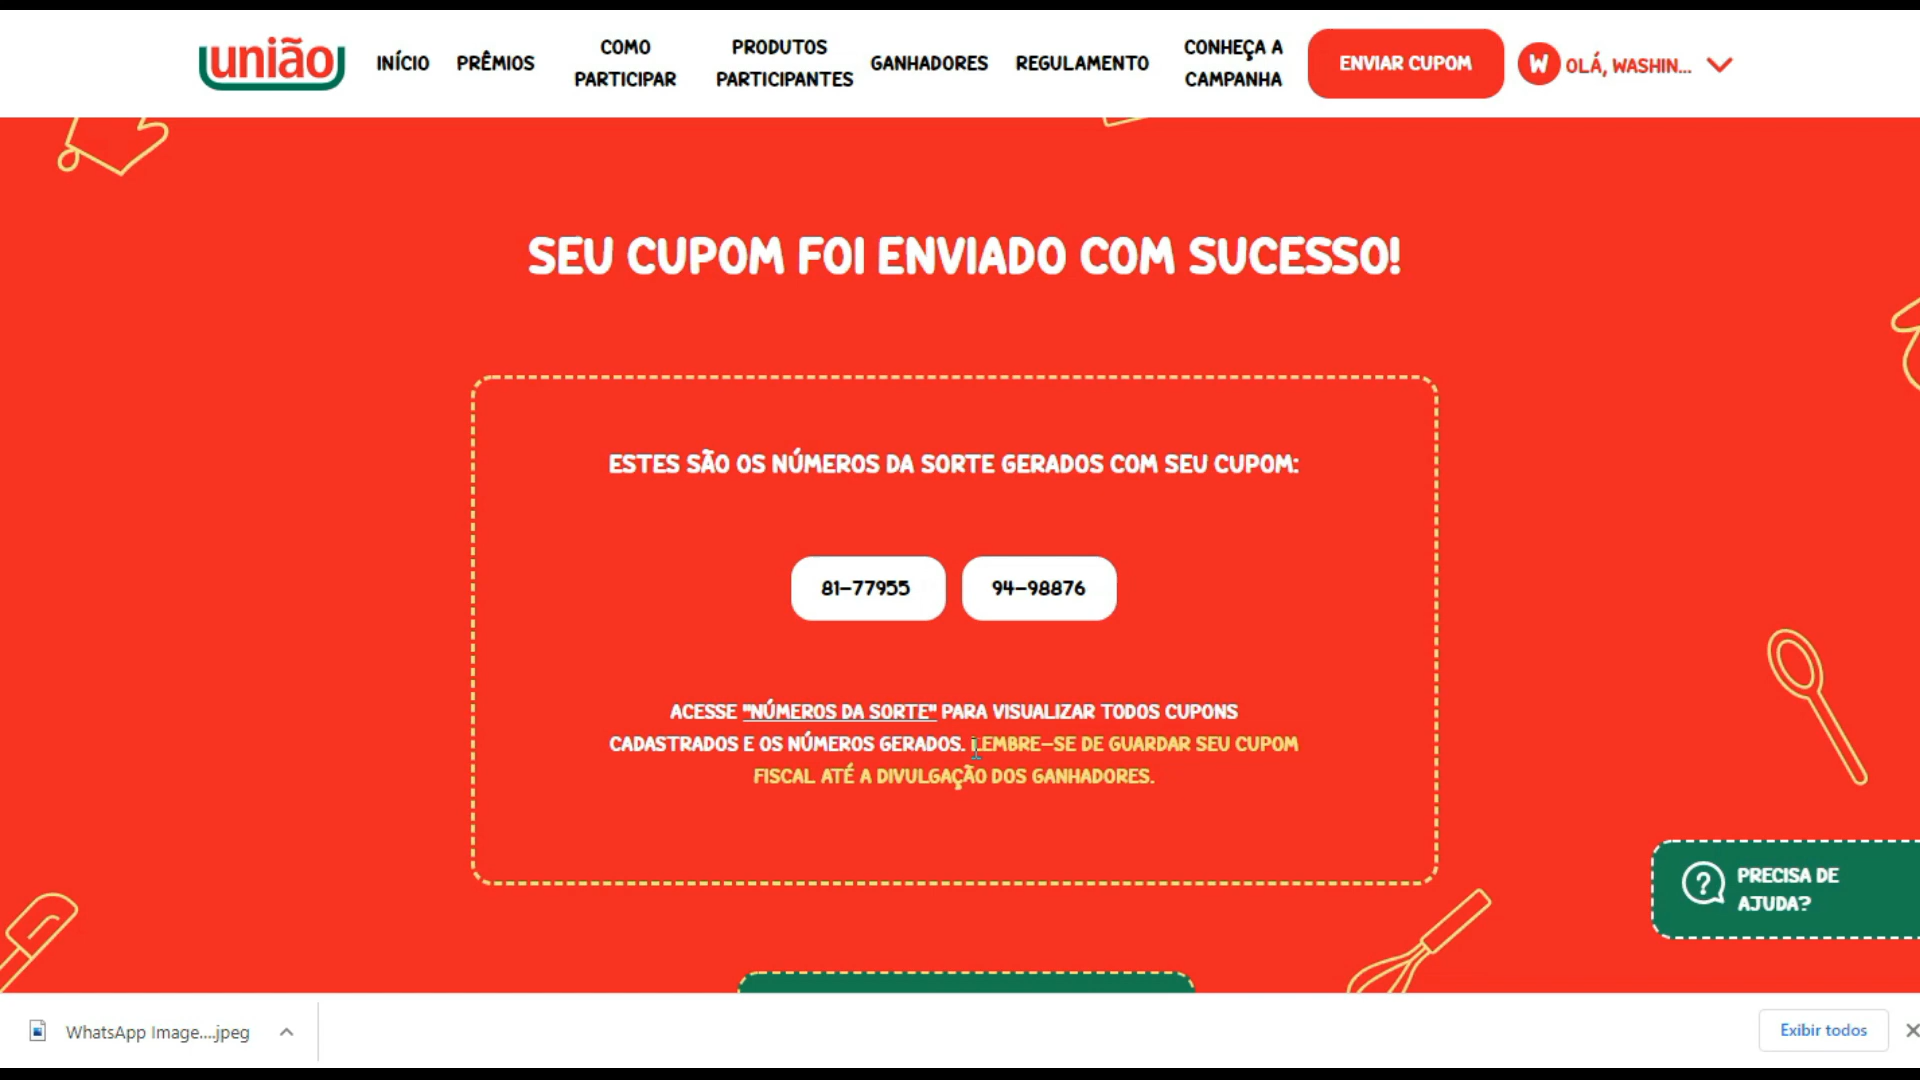 união
INÍCIO
PRÊMIOS
COMO
PARTICIPAR
PRODUTOS
PARTICIPANTES
GANHADORES
REGULAMENTO
CONHEÇA A
CAMPANHA
ENVIAR CUPOM
W
OLÁ, WASHIN...
SEU CUPOM FOI ENVIADO COM SUCESSO!
ESTES SÃO OS NÚMEROS DA SORTE GERADOS COM SEU CUPOM:
81-77955
94-98876
ACESSE "NÚMEROS DA SORTE" PARA VISUALIZAR TODOS CUPONS
CADASTRADOS E OS NÚMEROS GERADOS. LEMBRE-SE DE GUARDAR SEU CUPOM
FISCAL ATÉ A DIVULGAÇÃO DOS GANHADORES.
? PRECISA DE
AJUDA?
WhatsApp Image....jpeg
Exibir todos